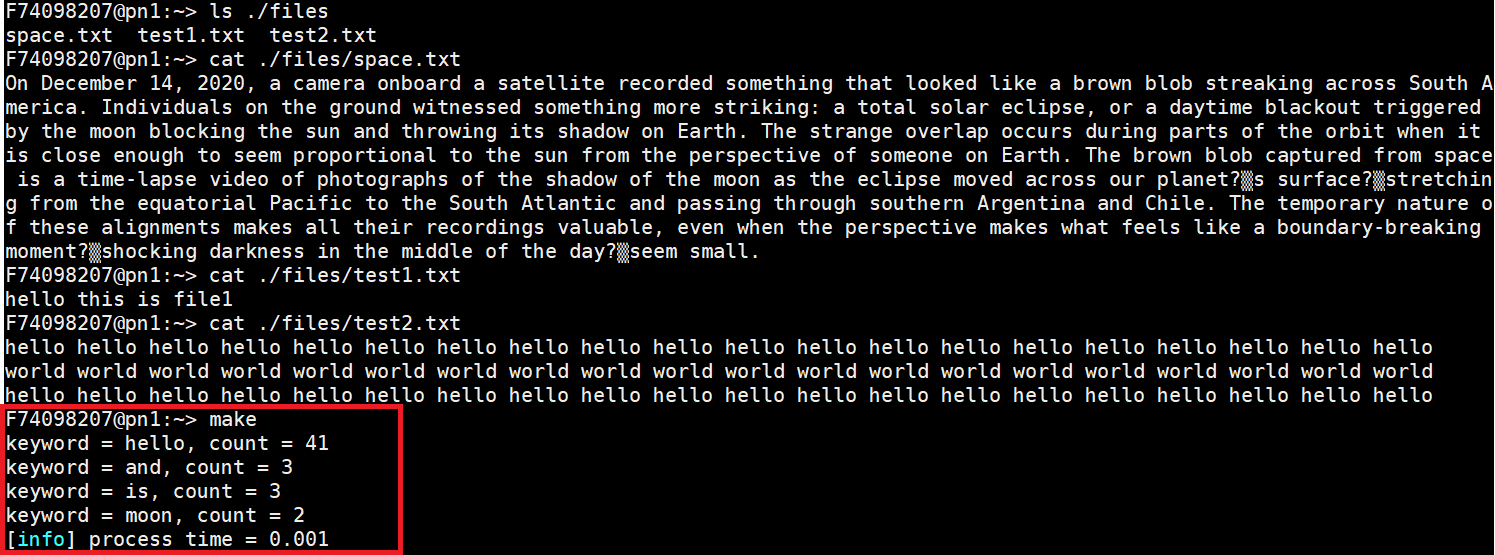 F74098207@pn1:~> ls ./files
space.txt  test1.txt  test2.txt
F74098207@pn1:~> cat ./files/space.txt
On December 14, 2020, a camera onboard a satellite recorded something that looked like a brown blob streaking across South A
merica. Individuals on the ground witnessed something more striking: a total solar eclipse, or a daytime blackout triggered
by the moon blocking the sun and throwing its shadow on Earth. The strange overlap occurs during parts of the orbit when it
is close enough to seem proportional to the sun from the perspective of someone on Earth. The brown blob captured from space
 is a time-lapse video of photographs of the shadow of the moon as the eclipse moved across our planet?▒s surface?▒stretchin
g from the equatorial Pacific to the South Atlantic and passing through southern Argentina and Chile. The temporary nature o
f these alignments makes all their recordings valuable, even when the perspective makes what feels like a boundary-breaking
moment?▒shocking darkness in the middle of the day?▒seem small.
F74098207@pn1:~> cat ./files/test1.txt
hello this is file1
F74098207@pn1:~> cat ./files/test2.txt
hello hello hello hello hello hello hello hello hello hello hello hello hello hello hello hello hello hello hello hello
world world world world world world world world world world world world world world world world world world world world
hello hello hello hello hello hello hello hello hello hello hello hello hello hello hello hello hello hello hello hello
F74098207@pn1:~> make
keyword = hello, count = 41
keyword = and, count = 3
keyword = is, count = 3
keyword = moon, count = 2
[info] process time = 0.001